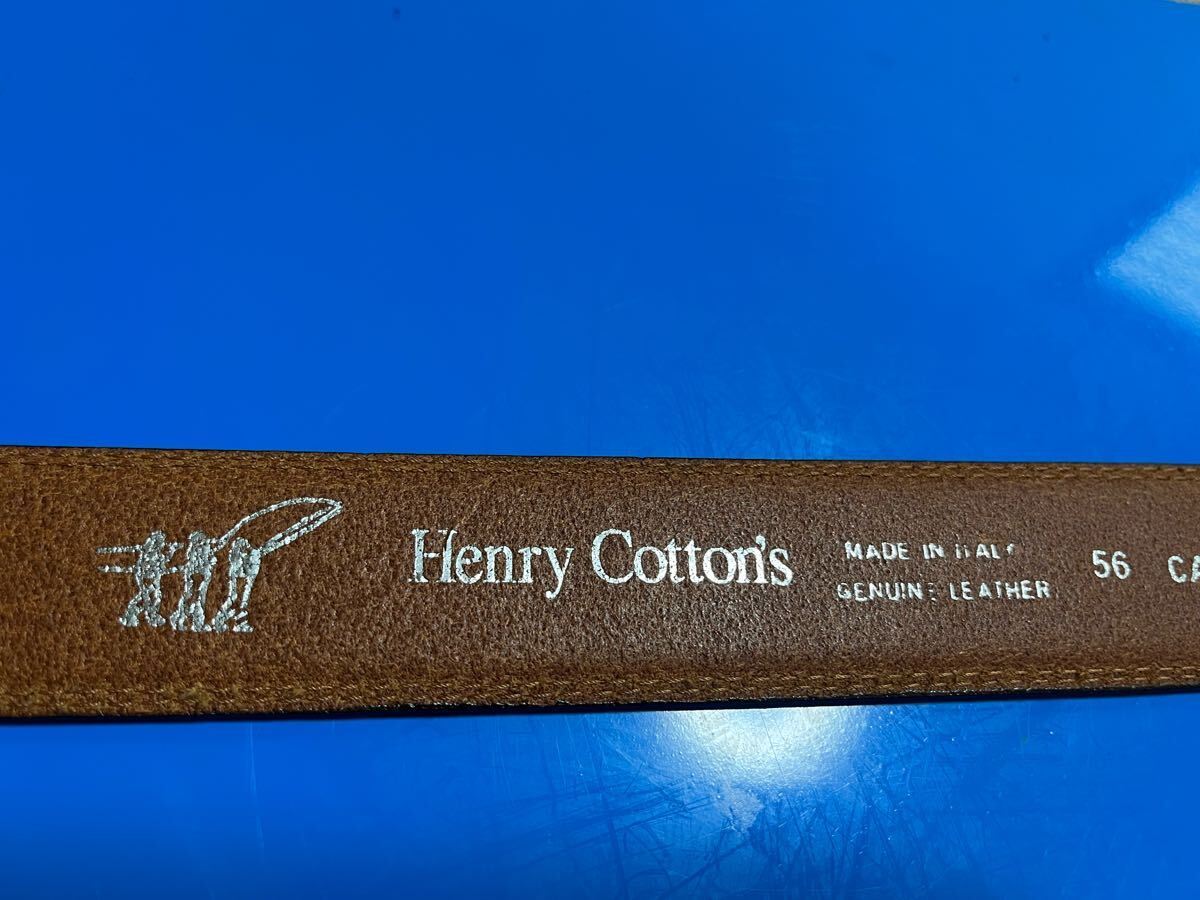 Henry Cotton's
MADE IN ITALY
GENUINE LEATHER
56